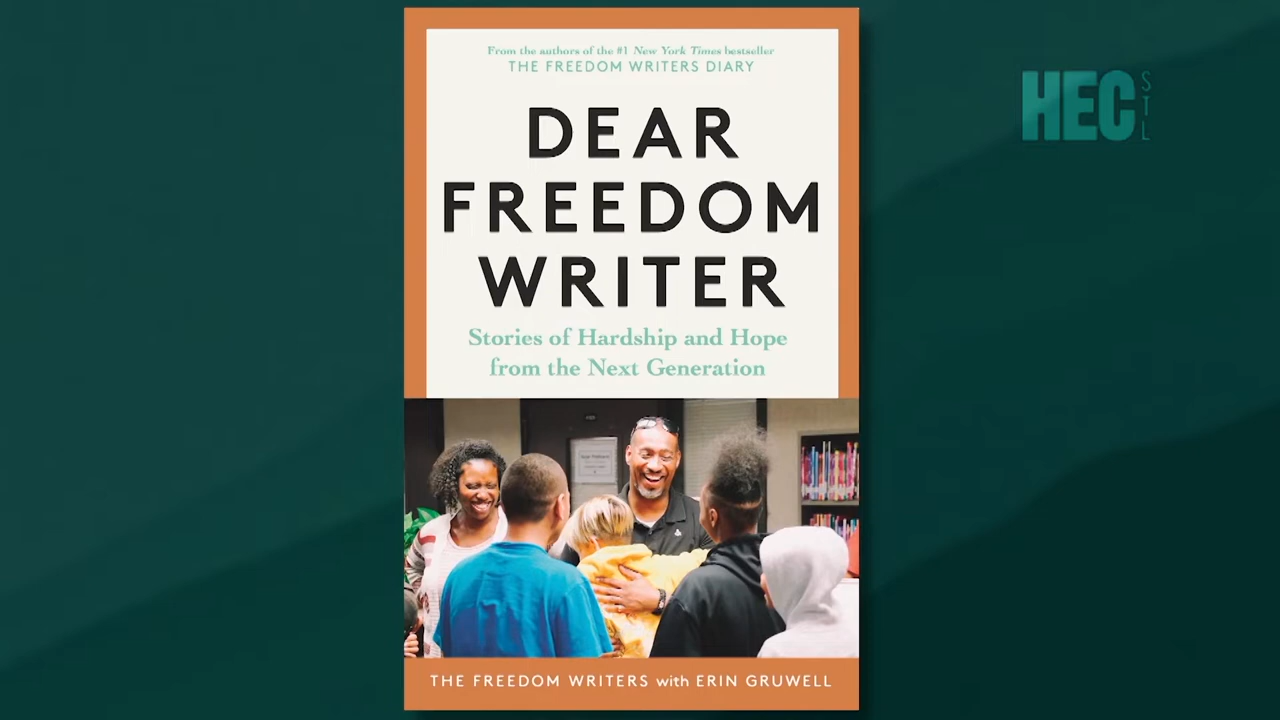 From the authors of the #1 New York Times bestseller
THE FREEDOM WRITERS DIARY
HEC
STL
DEAR
FREEDOM
WRITER
Stories of Hardship and Hope
from the Next Generation
THE FREEDOM WRITERS with ERIN GRUWELL